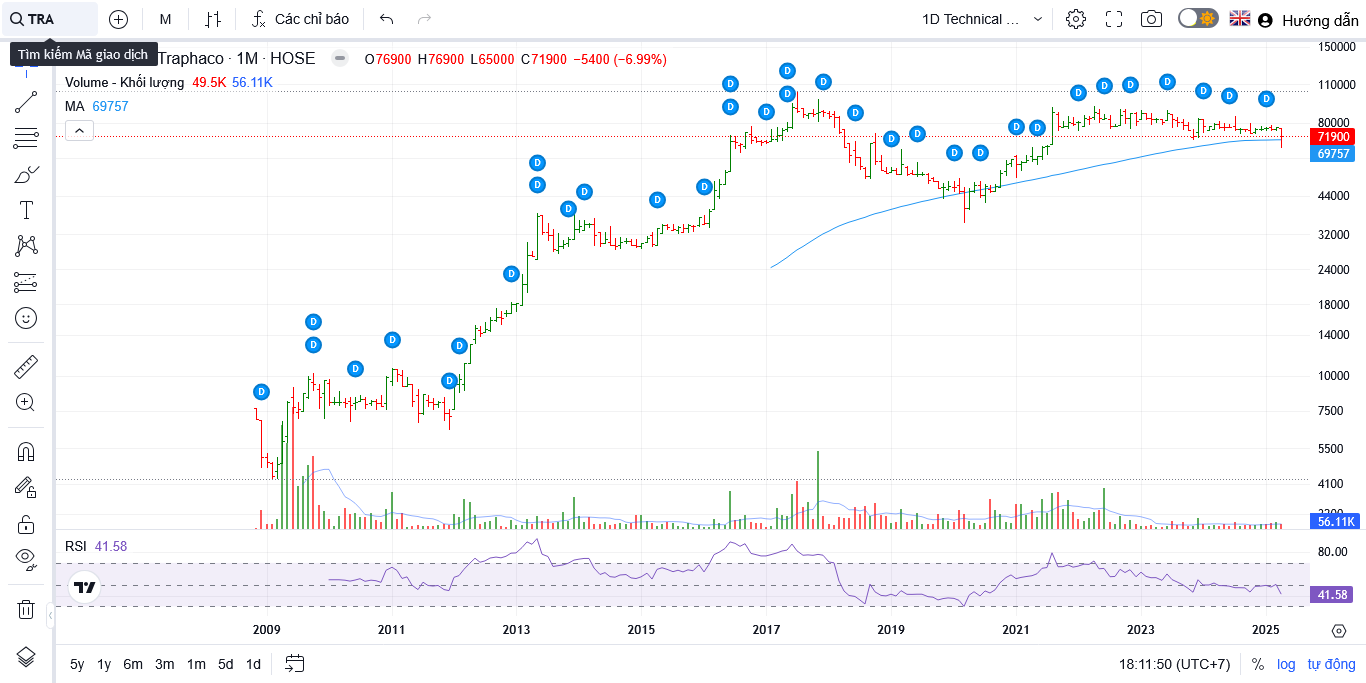 TRA
M
Các chỉ báo
1D Technical ...
Hướng dẫn
Tìm kiếm Mã giao dịch
Traphaco · 1M · HOSE
O76900 H76900 L65000 C71900 −5400 (−6.99%)
Volume - Khối lượng 49.5K 56.11K
MA 69757
D D D D D D D D D D D D D D D D D D D D D D D D D D D D D D D D D D D D D
150000
110000
80000
71900
69757
44000
32000
24000
18000
14000
10000
7500
5500
4100
56.11K
RSI 41.58
80.00
41.58
2009 2011 2013 2015 2017 2019 2021 2023 2025
5y 1y 6m 3m 1m 5d 1d
18:11:50 (UTC+7)
% log tự động